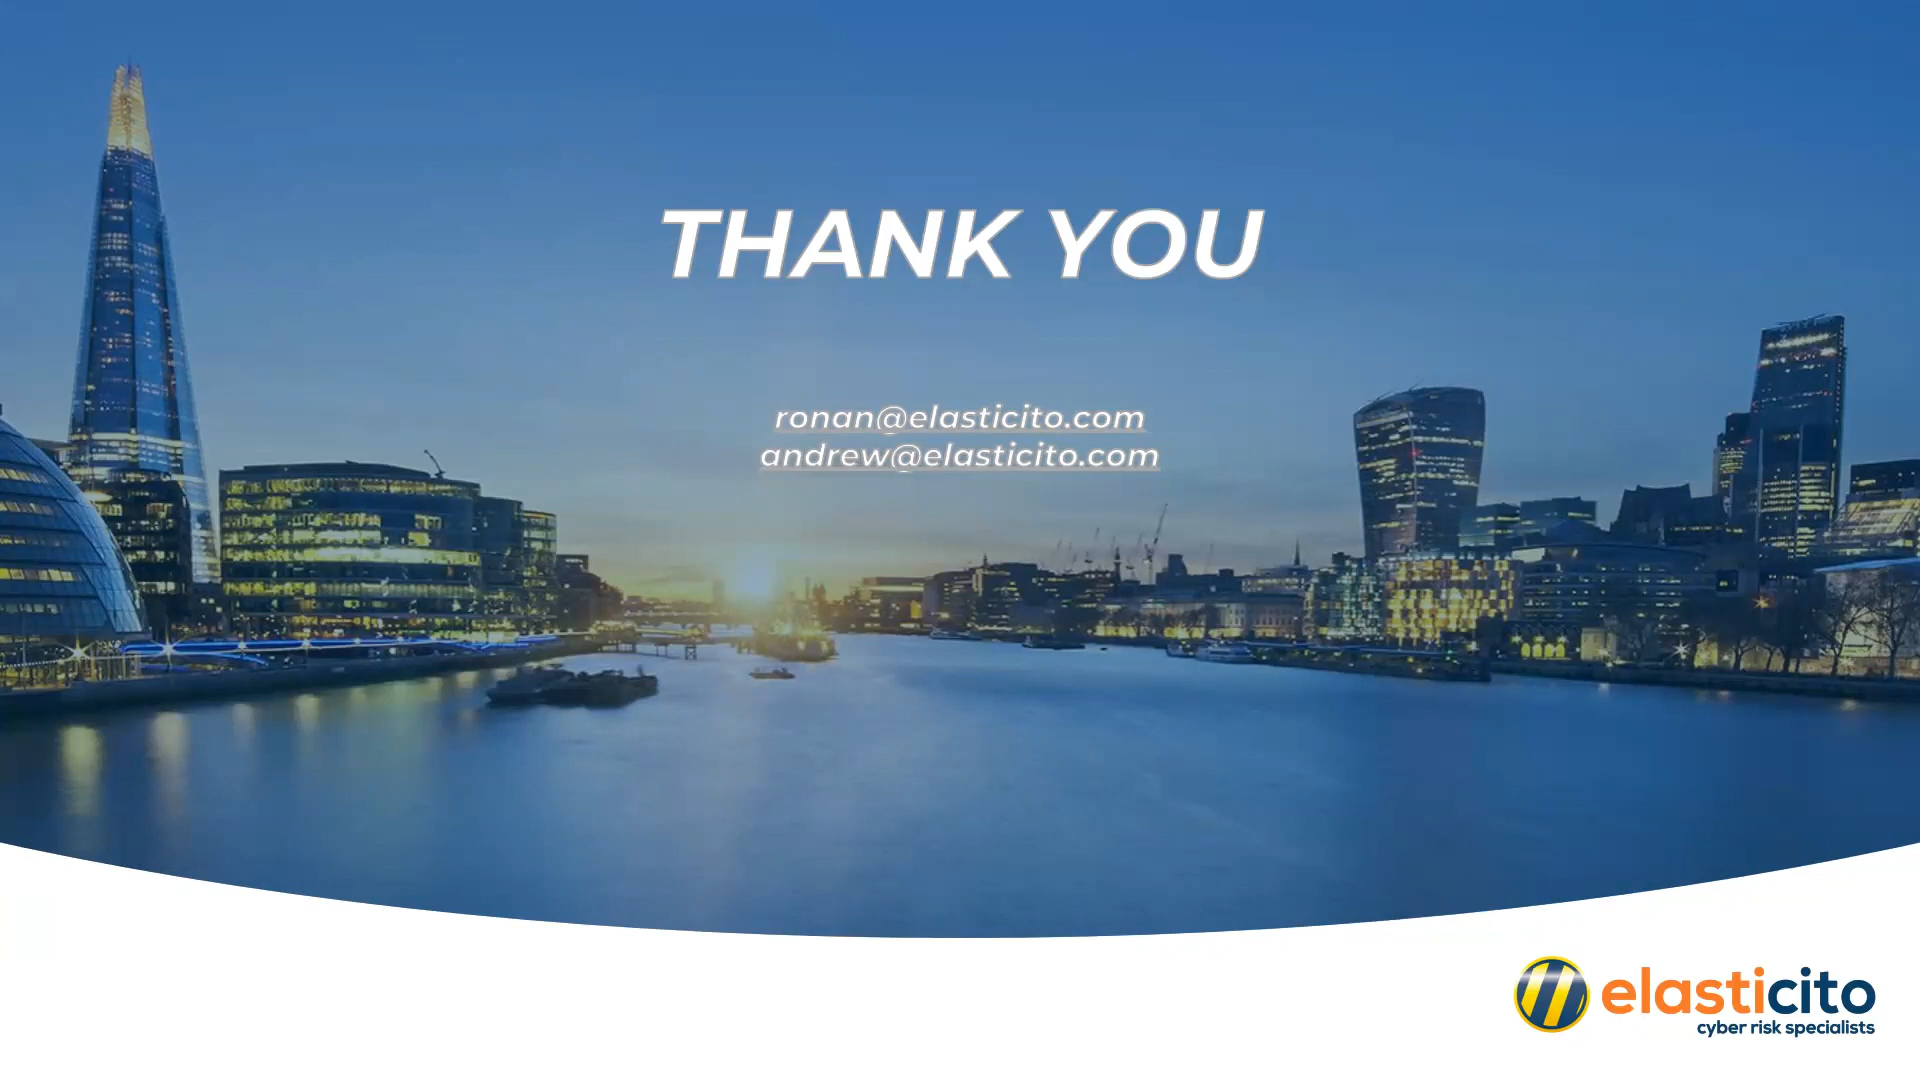 THANK YOU
ronan@elasticito.com
andrew@elasticito.com
elasticito
cyber risk specialists